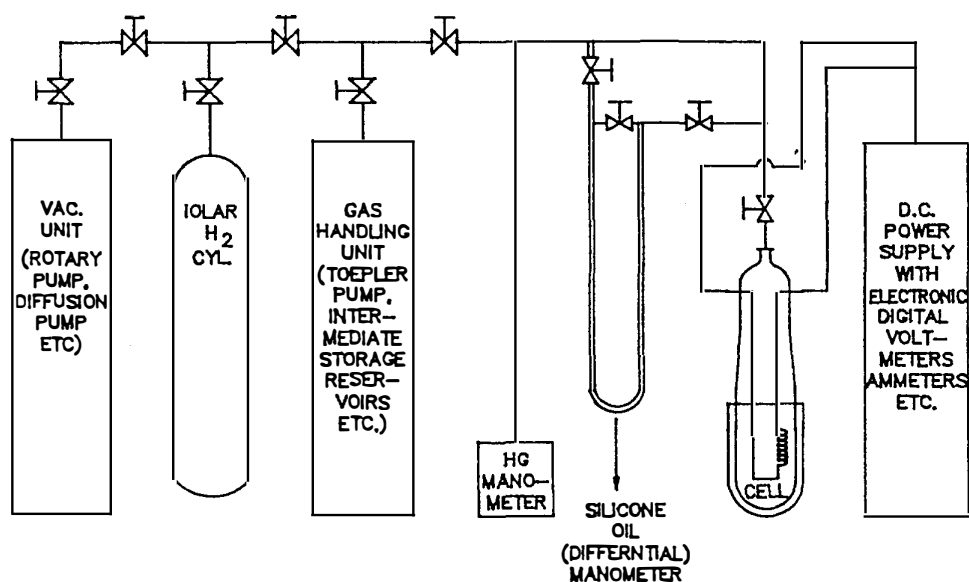 VAC.
UNIT
(ROTARY
PUMP,
DIFFUSION
PUMP
ETC)
IOLAR
H2
CYL.
GAS
HANDLING
UNIT
(TOEPLER
PUMP,
INTER-
MEDIATE
STORAGE
RESER-
VOIRS
ETC.)
HG
MANO-
METER
SILICONE
OIL
(DIFFERNTIAL)
MANOMETER
CELL
D.C.
POWER
SUPPLY
WITH
ELECTRONIC
DIGITAL
VOLT-
METERS
AMMETERS
ETC.